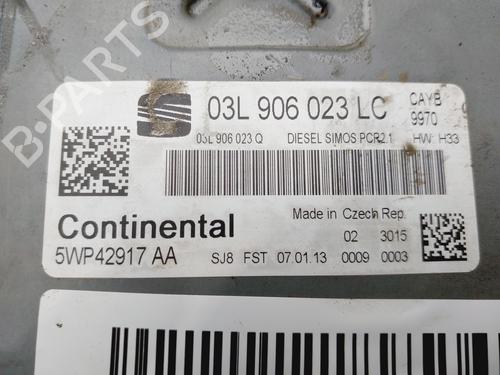 B-PARTS
03L 906 023 LC
CAYB
9970
03L 906 023 Q DIESEL SIMOS PCR2.1 HW: H33
Continental
Made in Czech Rep.
02 3015
5WP42917 AA
SJ8 FST 07.01.13 0009 0003